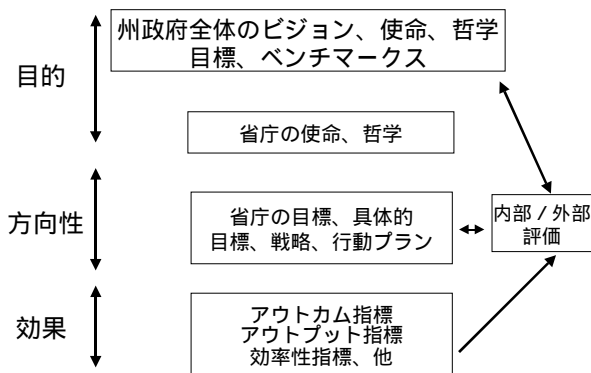 州政府全体のビジョン、使命、哲学
目標、ベンチマークス
目的
省庁の使命、哲学
方向性
省庁の目標、具体的
目標、戦略、行動プラン
内部 / 外部
評価
効果
アウトカム指標
アウトプット指標
効率性指標、他